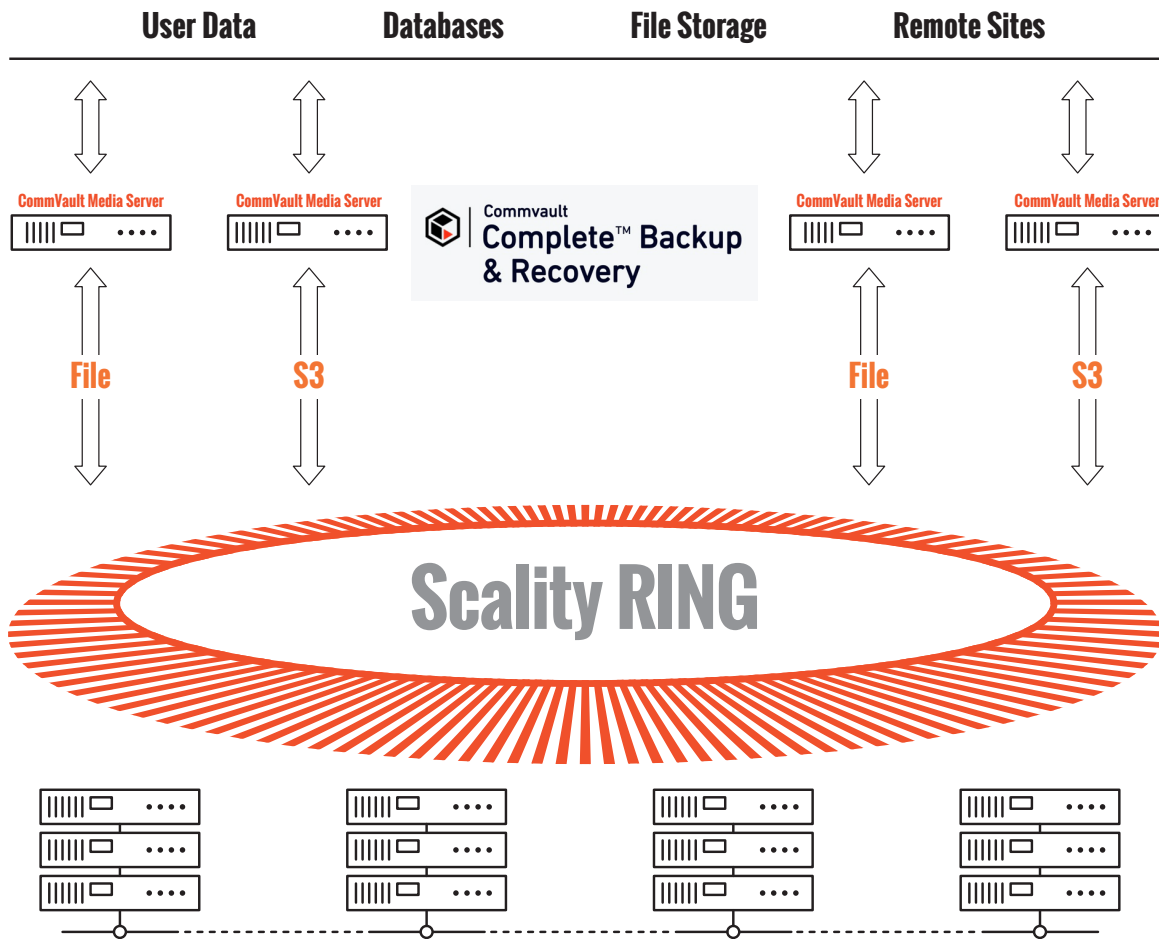 User Data
Databases
File Storage
Remote Sites
CommVault Media Server
CommVault Media Server
CommVault Media Server
CommVault Media Server
Commvault
Complete™ Backup
& Recovery
File
S3
File
S3
Scality RING